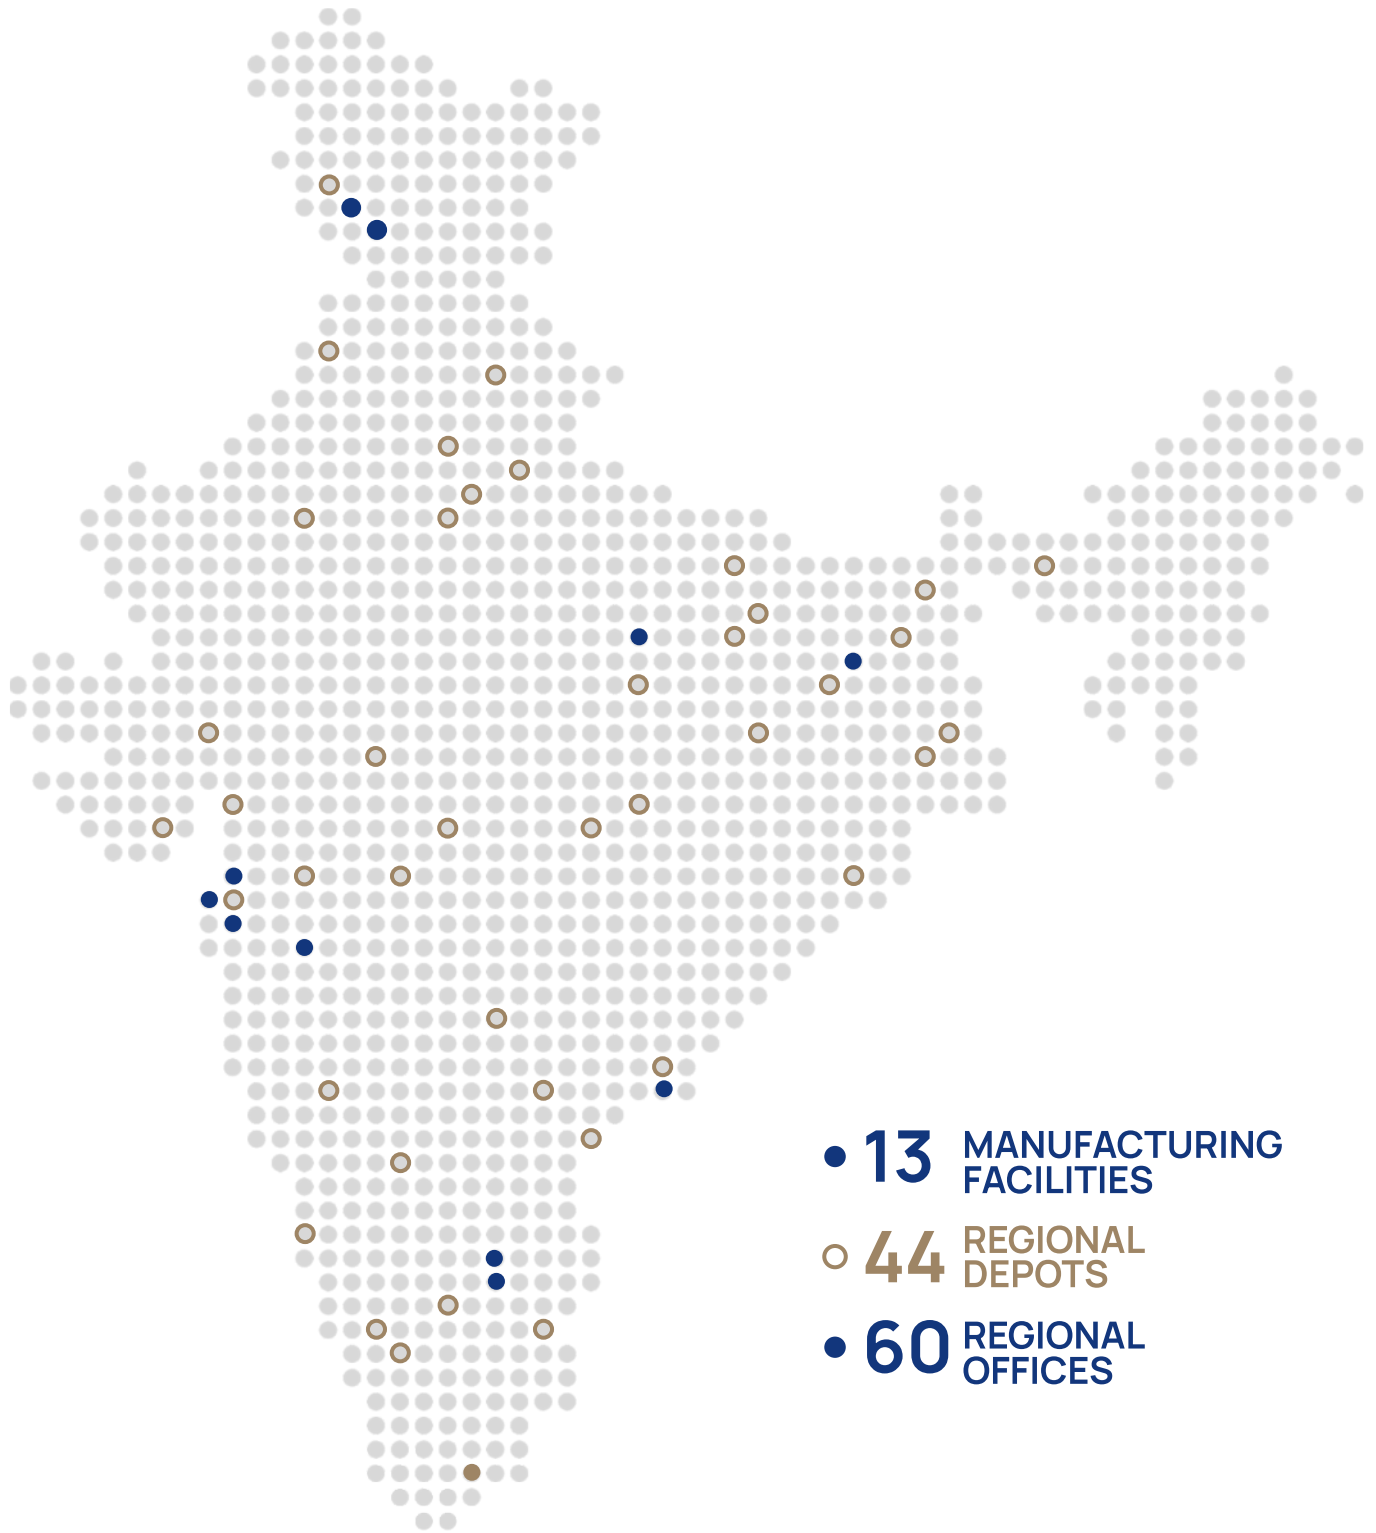 13 MANUFACTURING
FACILITIES
44 REGIONAL
DEPOTS
60 REGIONAL
OFFICES